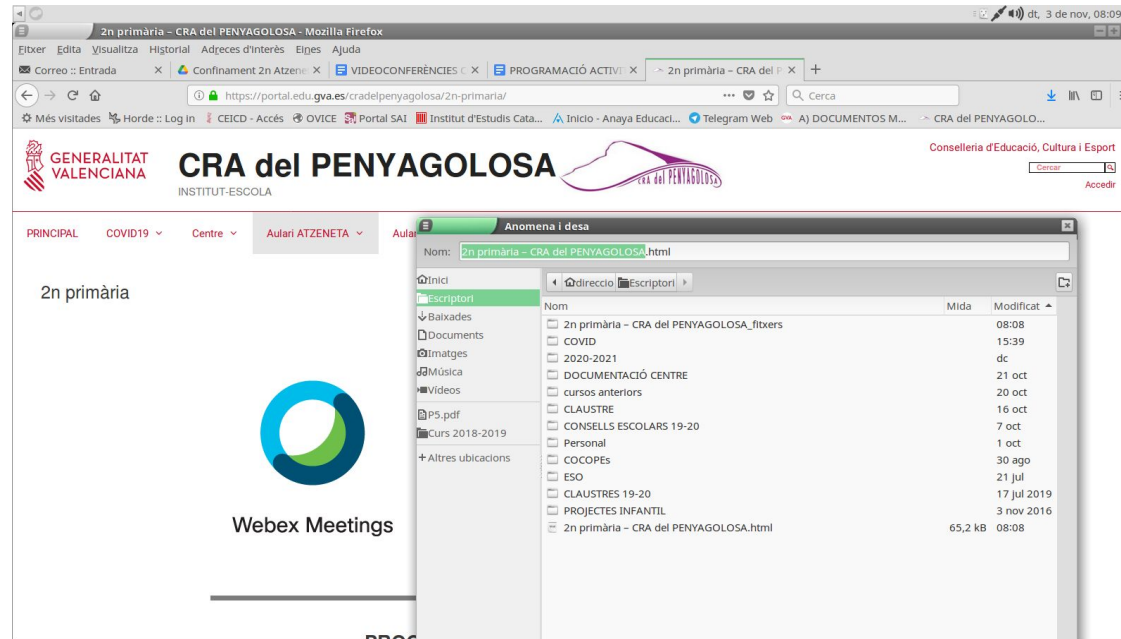 dt, 3 de nov, 08:09
2n primària – CRA del PENYAGOLOSA - Mozilla Firefox
Fitxer Edita Visualitza Historial Adreces d'interès Eines Ajuda
Correo :: Entrada Confinament 2n Atzene VIDEOCONFERÈNCIES PROGRAMACIÓ ACTIVI 2n primària – CRA del P
https://portal.edu.gva.es/cradelpenyagolosa/2n-primaria/ Cerca
Més visitades Horde :: Log in CEICD - Accés OVICE Portal SAI Institut d'Estudis Cata... Inicio - Anaya Educaci... Telegram Web A) DOCUMENTOS M... CRA del PENYAGOLO...
GENERALITAT
VALENCIANA
CRA del PENYAGOLOSA
INSTITUT-ESCOLA
CRA del PENYAGOLOSA
Conselleria d'Educació, Cultura i Esport
Cercar
Accedir
PRINCIPAL COVID19 Centre Aulari ATZENETA Aula
2n primària
Webex Meetings
Anomena i desa
Nom: 2n primària – CRA del PENYAGOLOSA.html
Inici
Escriptori
Baixades
Documents
Imatges
Música
Vídeos
P5.pdf
Curs 2018-2019
Altres ubicacions
direccio Escriptori
Nom Mida Modificat
2n primària – CRA del PENYAGOLOSA_fitxers 08:08
COVID 15:39
2020-2021 dc
DOCUMENTACIÓ CENTRE 21 oct
cursos anteriors 20 oct
CLAUSTRE 16 oct
CONSELLS ESCOLARS 19-20 7 oct
Personal 1 oct
COCOPEs 30 ago
ESO 21 jul
CLAUSTRES 19-20 17 jul 2019
PROJECTES INFANTIL 3 nov 2016
2n primària – CRA del PENYAGOLOSA.html 65,2 kB 08:08